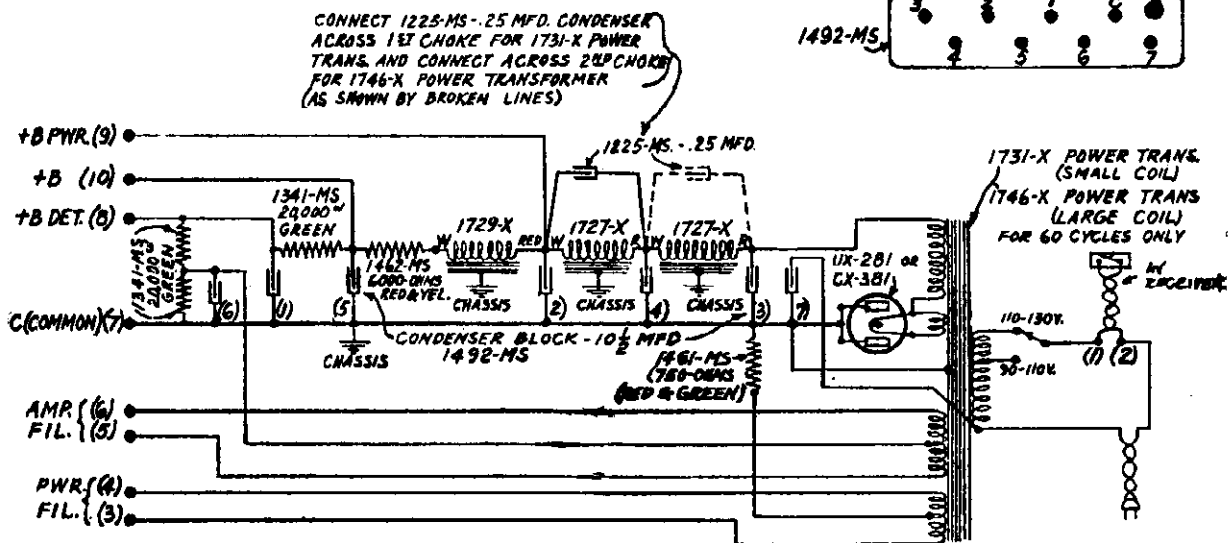 CONNECT 1225-MS-.25 MFD. CONDENSER
ACROSS 1ST CHOKE FOR 1731-X POWER
TRANS. AND CONNECT ACROSS 2ND CHOKE
FOR 1746-X POWER TRANSFORMER
(AS SHOWN BY BROKEN LINES)
1492-MS
4
5
6
7
+B PWR. (9)
+B (10)
+B DET. (8)
C (COMMON) (7)
1341-MS
20,000 ω
GREEN
1341-MS
20,000 ω
GREEN
1462-MS
6000-OHMS
RED & YEL.
W
1729-X
RED
CHASSIS
W
1727-X
R
CHASSIS
W
1727-X
R
CHASSIS
1225-MS.-.25 MFD.
(6)
(1)
(5)
2)
4)
3)
7)
CHASSIS
CONDENSER BLOCK-10½ MFD
1492-MS
1461-MS
(750-OHMS
(RED & GREEN)
UX-281 OR
CX-381
1731-X POWER TRANS.
(SMALL COIL)
1746-X POWER TRANS
(LARGE COIL)
FOR 60 CYCLES ONLY
110-130V.
90-110V.
(1) (2)
RECEIVER
AMP. (6)
FIL. (5)
PWR. (4)
FIL. (3)